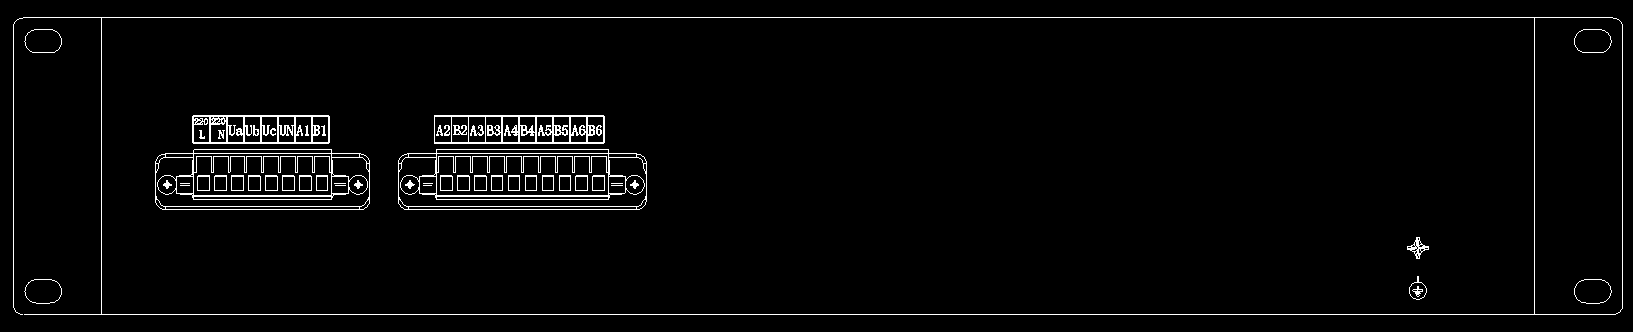 220 L 220 N Ua Ub Uc UN A1 B1
A2 B2 A3 B3 A4 B4 A5 B5 A6 B6